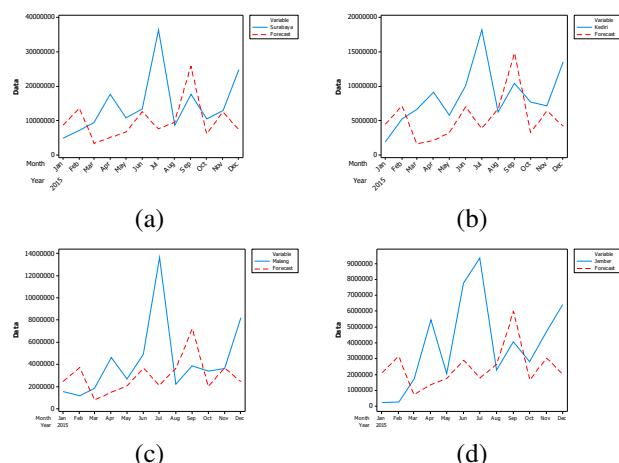 40000000
30000000
20000000
10000000
0
Data
Month Jan Feb Mar Apr May Jun Jul Aug Sep Oct Nov Dec
Year 2015
Variable
Surabaya
Forecast
(a)
20000000
15000000
10000000
5000000
0
Data
Month Jan Feb Mar Apr May Jun Jul Aug Sep Oct Nov Dec
Year 2015
Variable
Kediri
Forecast
(b)
14000000
12000000
10000000
8000000
6000000
4000000
2000000
0
Data
Month Jan Feb Mar Apr May Jun Jul Aug Sep Oct Nov Dec
Year 2015
Variable
Malang
Forecast
(c)
9000000
8000000
7000000
6000000
5000000
4000000
3000000
2000000
1000000
0
Data
Month Jan Feb Mar Apr May Jun Jul Aug Sep Oct Nov Dec
Year 2015
Variable
Jember
Forecast
(d)